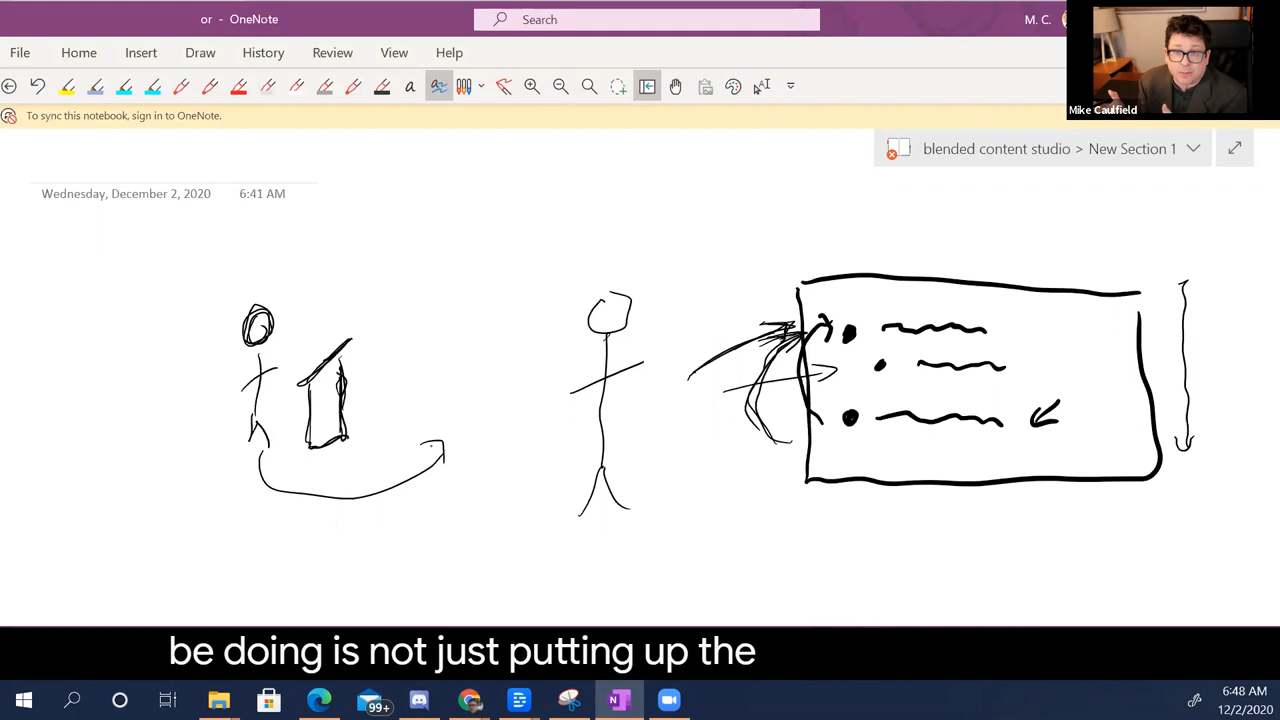 or - OneNote
Search
M. C.
File Home Insert Draw History Review View Help
Mike Caulfield
To sync this notebook, sign in to OneNote.
blended content studio > New Section 1
Wednesday, December 2, 2020 6:41 AM
be doing is not just putting up the
99+
6:48 AM
12/2/2020